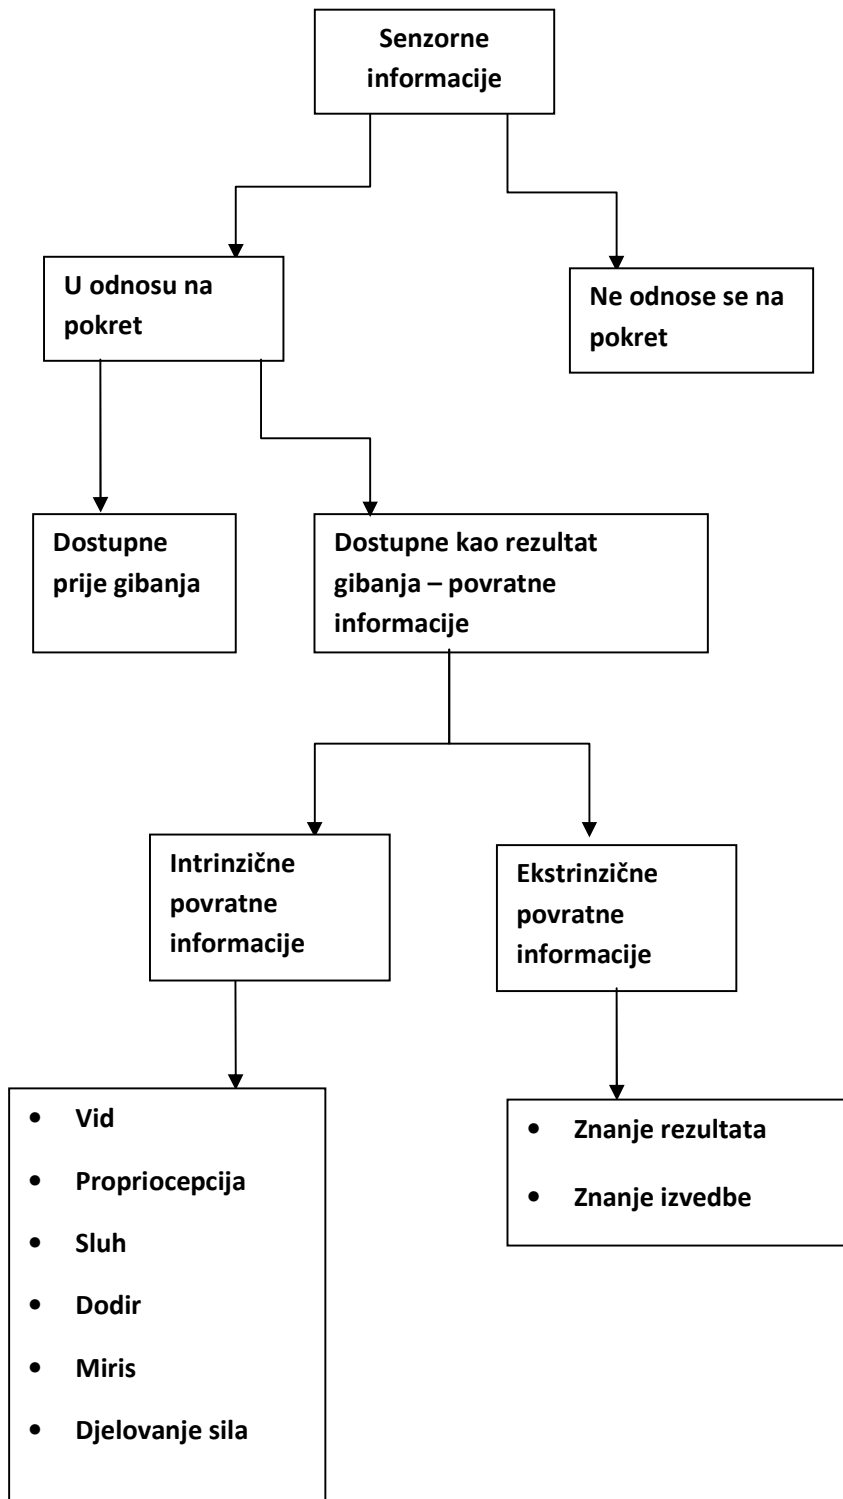 Senzorne
informacije
U odnosu na
pokret
Ne odnose se na
pokret
Dostupne
prije gibanja
Dostupne kao rezultat
gibanja – povratne
informacije
Intrinzične
povratne
informacije
Ekstrinzične
povratne
informacije
• Vid
• Propriocepcija
• Sluh
• Dodir
• Miris
• Djelovanje sila
• Znanje rezultata
• Znanje izvedbe